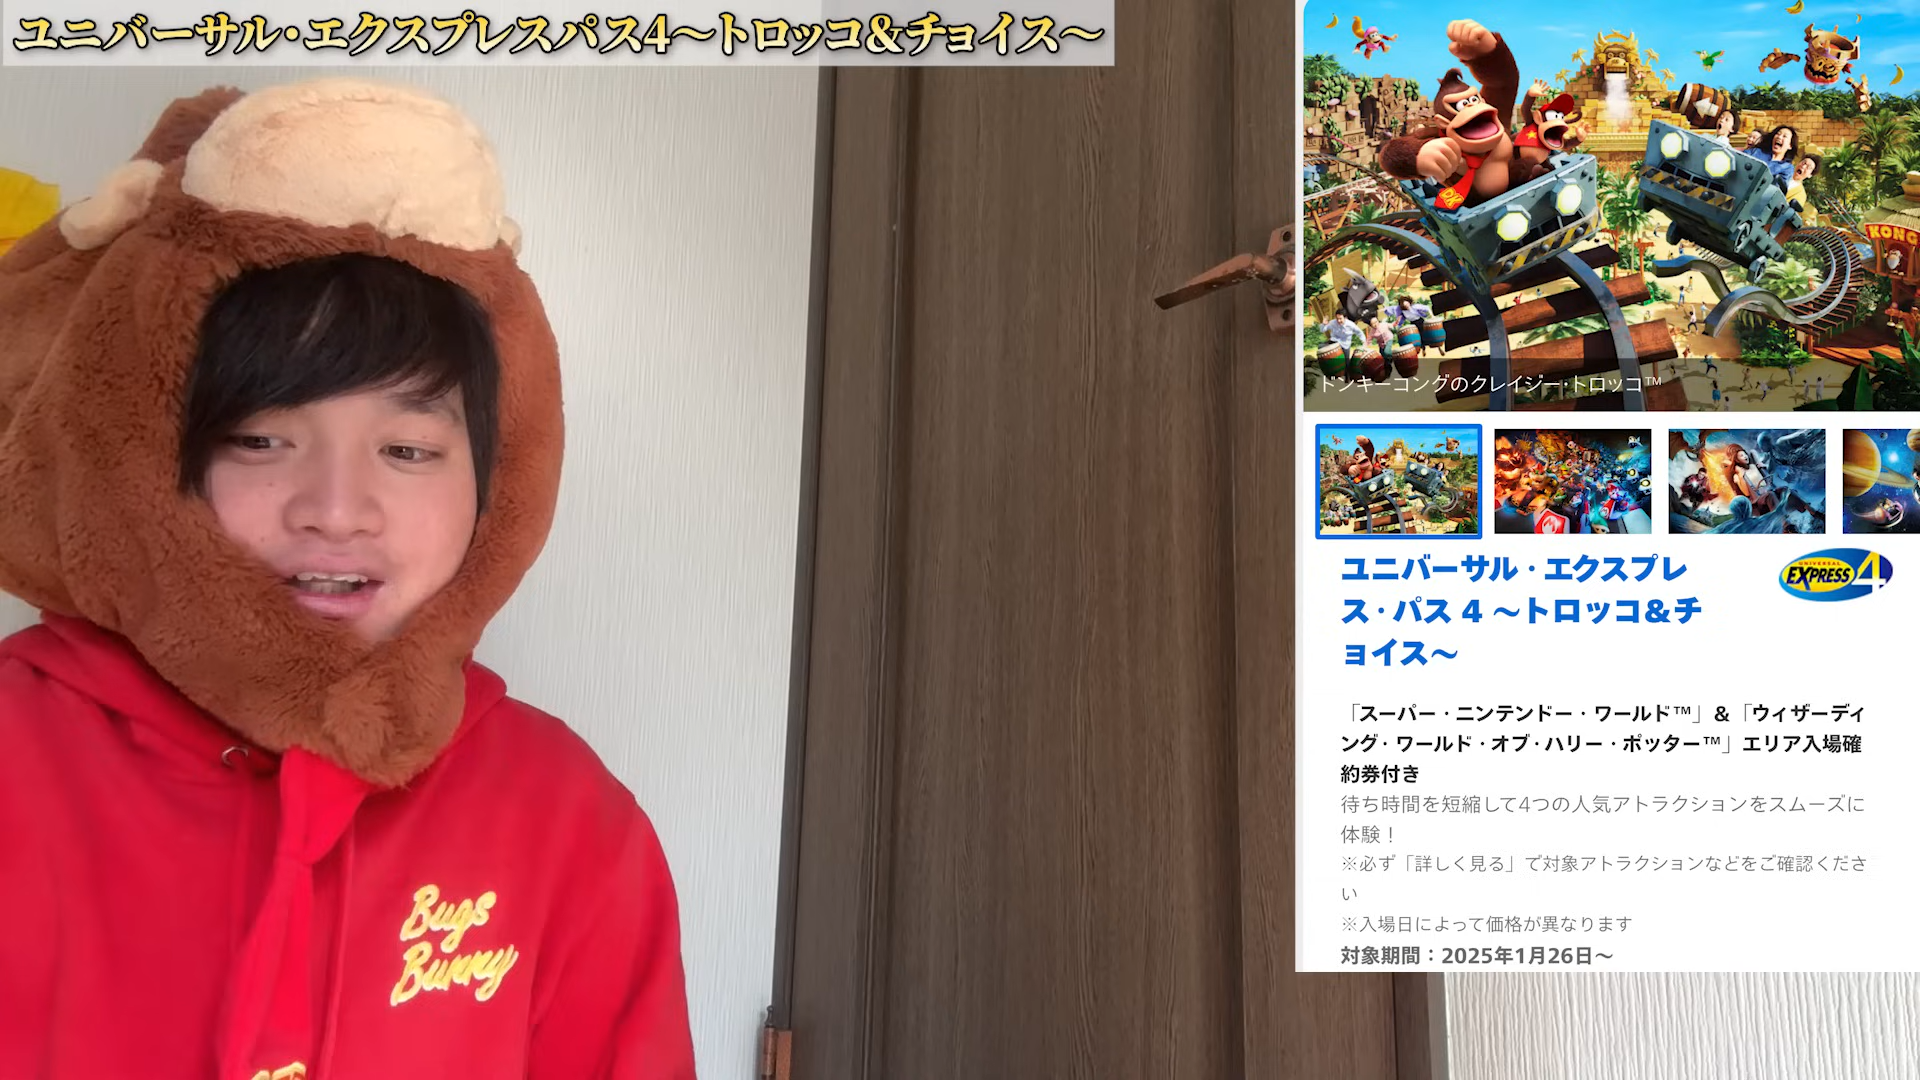 ユニバーサル・エクスプレスパス4～トロッコ&チョイス～
KONG
DK
ドンキーコングのクレイジー・トロッコ™
ユニバーサル・エクスプレ
ス・パス 4 ～トロッコ&チ
ョイス～
UNIVERSAL
EXPRESS 4
「スーパー・ニンテンドー・ワールド™」&「ウィザーディ
ング・ワールド・オブ・ハリー・ポッター™」エリア入場確
約券付き
待ち時間を短縮して4つの人気アトラクションをスムーズに
体験！
※必ず「詳しく見る」で対象アトラクションなどをご確認くださ
い
※入場日によって価格が異なります
対象期間：2025年1月26日～
Bugs
Bunny